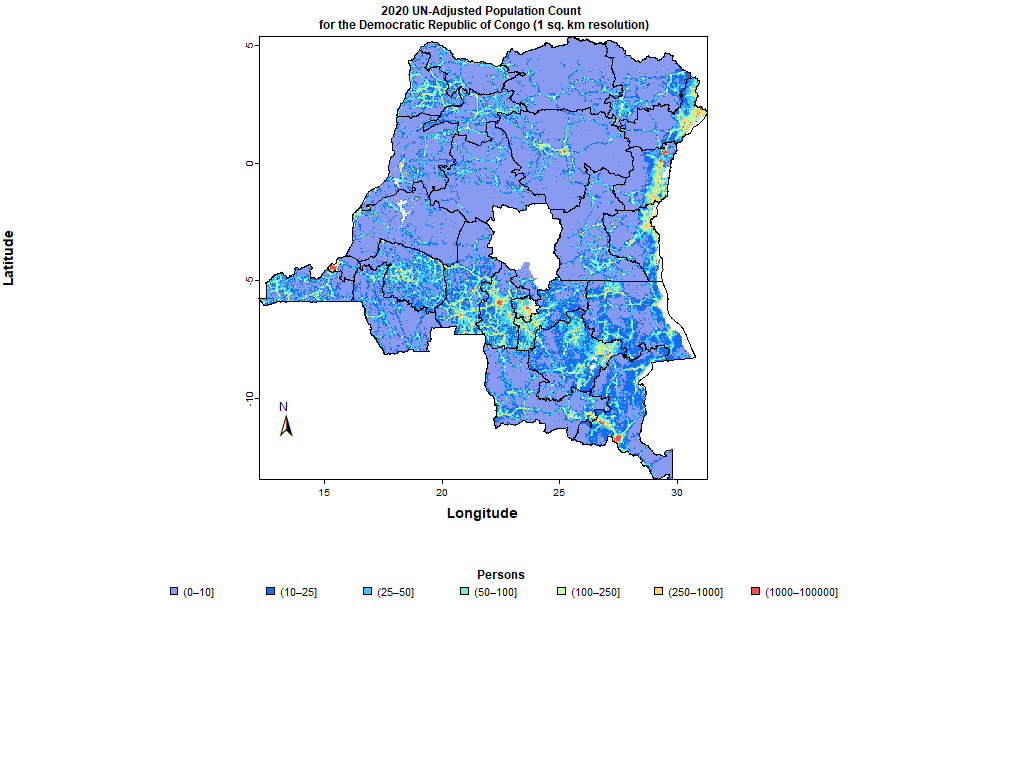 2020 UN-Adjusted Population Count
for the Democratic Republic of Congo (1 sq. km resolution)
Latitude
5
0
-5
-10
N
15
20
25
30
Longitude
Persons
(0–10]
(10–25]
(25–50]
(50–100]
(100–250]
(250–1000]
(1000–100000]